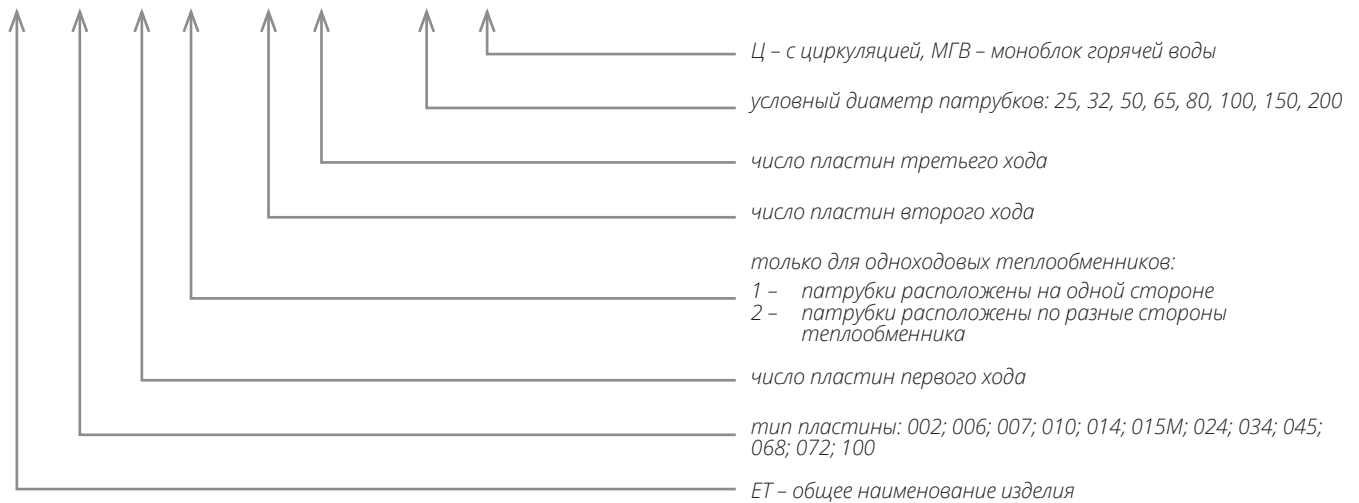 Ц – с циркуляцией, МГВ – моноблок горячей воды
условный диаметр патрубков: 25, 32, 50, 65, 80, 100, 150, 200
число пластин третьего хода
число пластин второго хода
только для одноходовых теплообменников:
1 – патрубки расположены на одной стороне
2 – патрубки расположены по разные стороны
теплообменника
число пластин первого хода
тип пластины: 002; 006; 007; 010; 014; 015М; 024; 034; 045;
068; 072; 100
ЕТ – общее наименование изделия